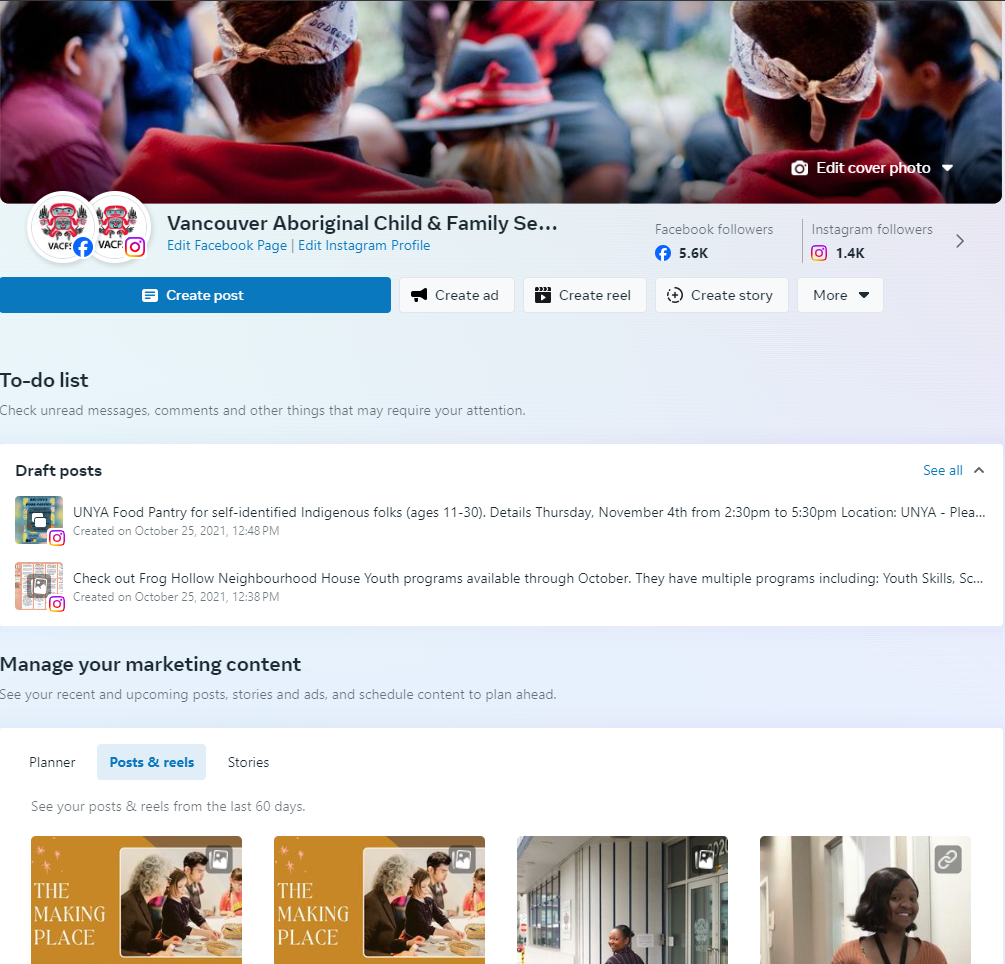 Edit cover photo
VACFS
VACF
Vancouver Aboriginal Child & Family Se...
Edit Facebook Page | Edit Instagram Profile
Facebook followers
5.6K
Instagram followers
1.4K
Create post
Create ad
Create reel
Create story
More
To-do list
Check unread messages, comments and other things that may require your attention.
Draft posts
See all
UNYA Food Pantry for self-identified Indigenous folks (ages 11-30). Details Thursday, November 4th from 2:30pm to 5:30pm Location: UNYA - Plea...
Created on October 25, 2021, 12:48 PM
Check out Frog Hollow Neighbourhood House Youth programs available through October. They have multiple programs including: Youth Skills, Sc...
Created on October 25, 2021, 12:38 PM
Manage your marketing content
See your recent and upcoming posts, stories and ads, and schedule content to plan ahead.
Planner
Posts & reels
Stories
See your posts & reels from the last 60 days.
THE
MAKING
PLACE
THE
MAKING
PLACE